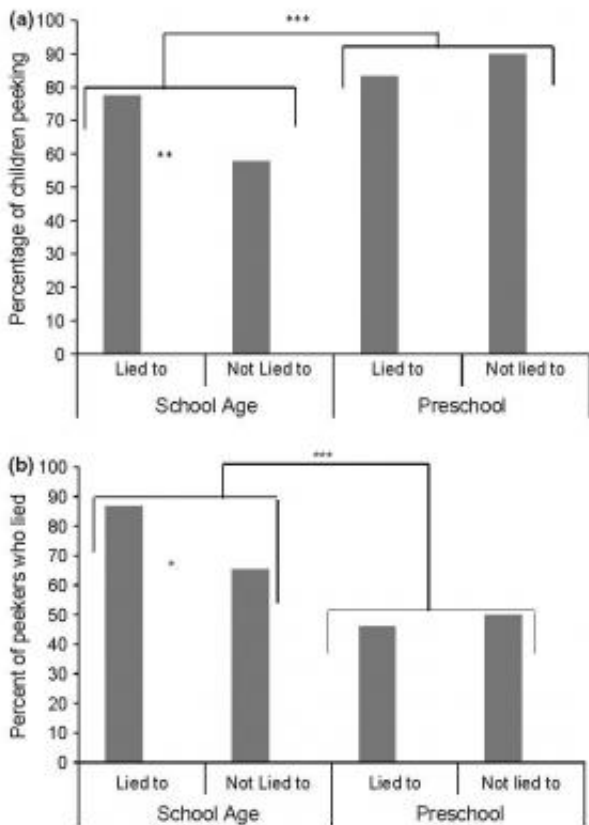 (a)
***
**
Percentage of children peeking
100
90
80
70
60
50
40
30
20
10
0
Lied to
Not Lied to
Lied to
Not lied to
School Age
Preschool
(b)
***
*
Percent of peekers who lied
100
90
80
70
60
50
40
30
20
10
0
Lied to
Not Lied to
Lied to
Not lied to
School Age
Preschool